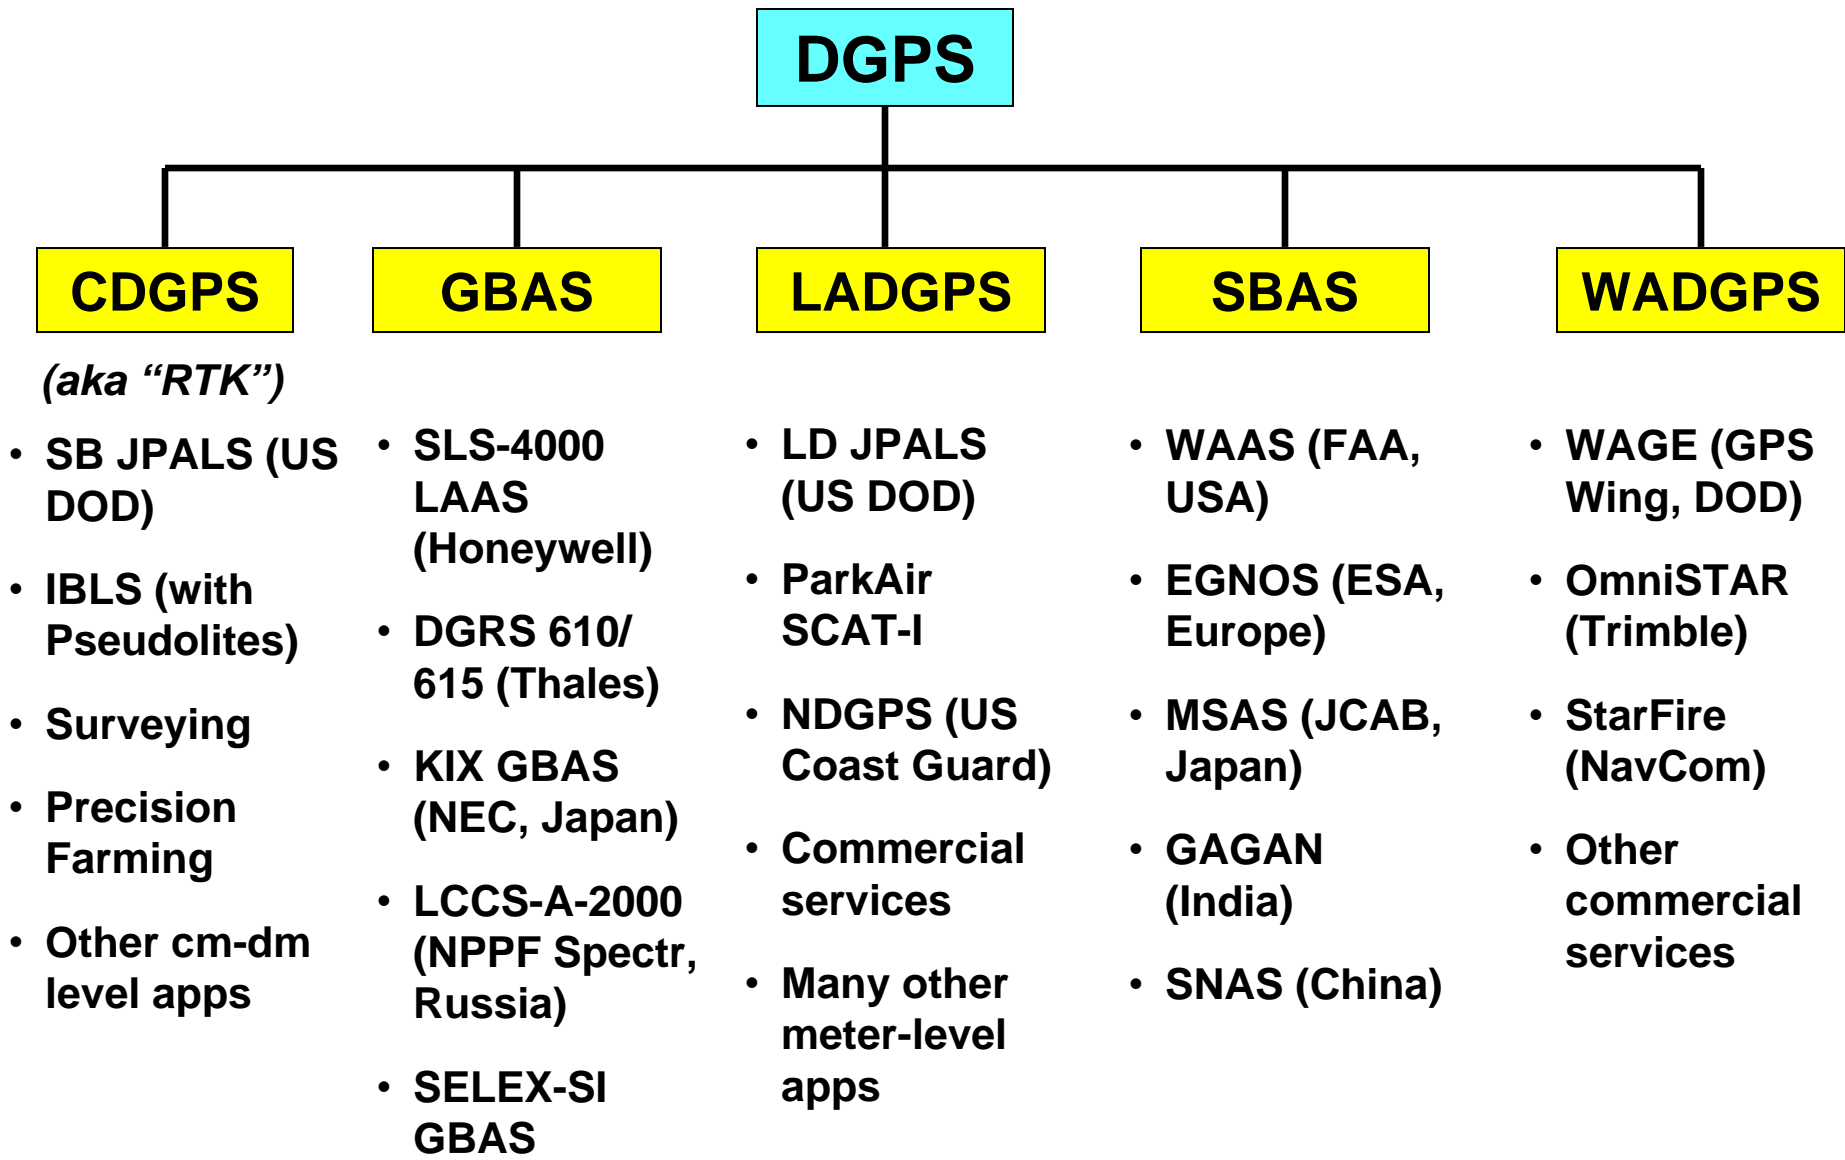 DGPS
CDGPS
(aka “RTK”)
• SB JPALS (US
DOD)
• IBLS (with
Pseudolites)
• Surveying
• Precision
Farming
• Other cm-dm
level apps
GBAS
• SLS-4000
LAAS
(Honeywell)
• DGRS 610/
615 (Thales)
• KIX GBAS
(NEC, Japan)
• LCCS-A-2000
(NPPF Spectr,
Russia)
• SELEX-SI
GBAS
LADGPS
• LD JPALS
(US DOD)
• ParkAir
SCAT-I
• NDGPS (US
Coast Guard)
• Commercial
services
• Many other
meter-level
apps
SBAS
• WAAS (FAA,
USA)
• EGNOS (ESA,
Europe)
• MSAS (JCAB,
Japan)
• GAGAN
(India)
• SNAS (China)
WADGPS
• WAGE (GPS
Wing, DOD)
• OmniSTAR
(Trimble)
• StarFire
(NavCom)
• Other
commercial
services